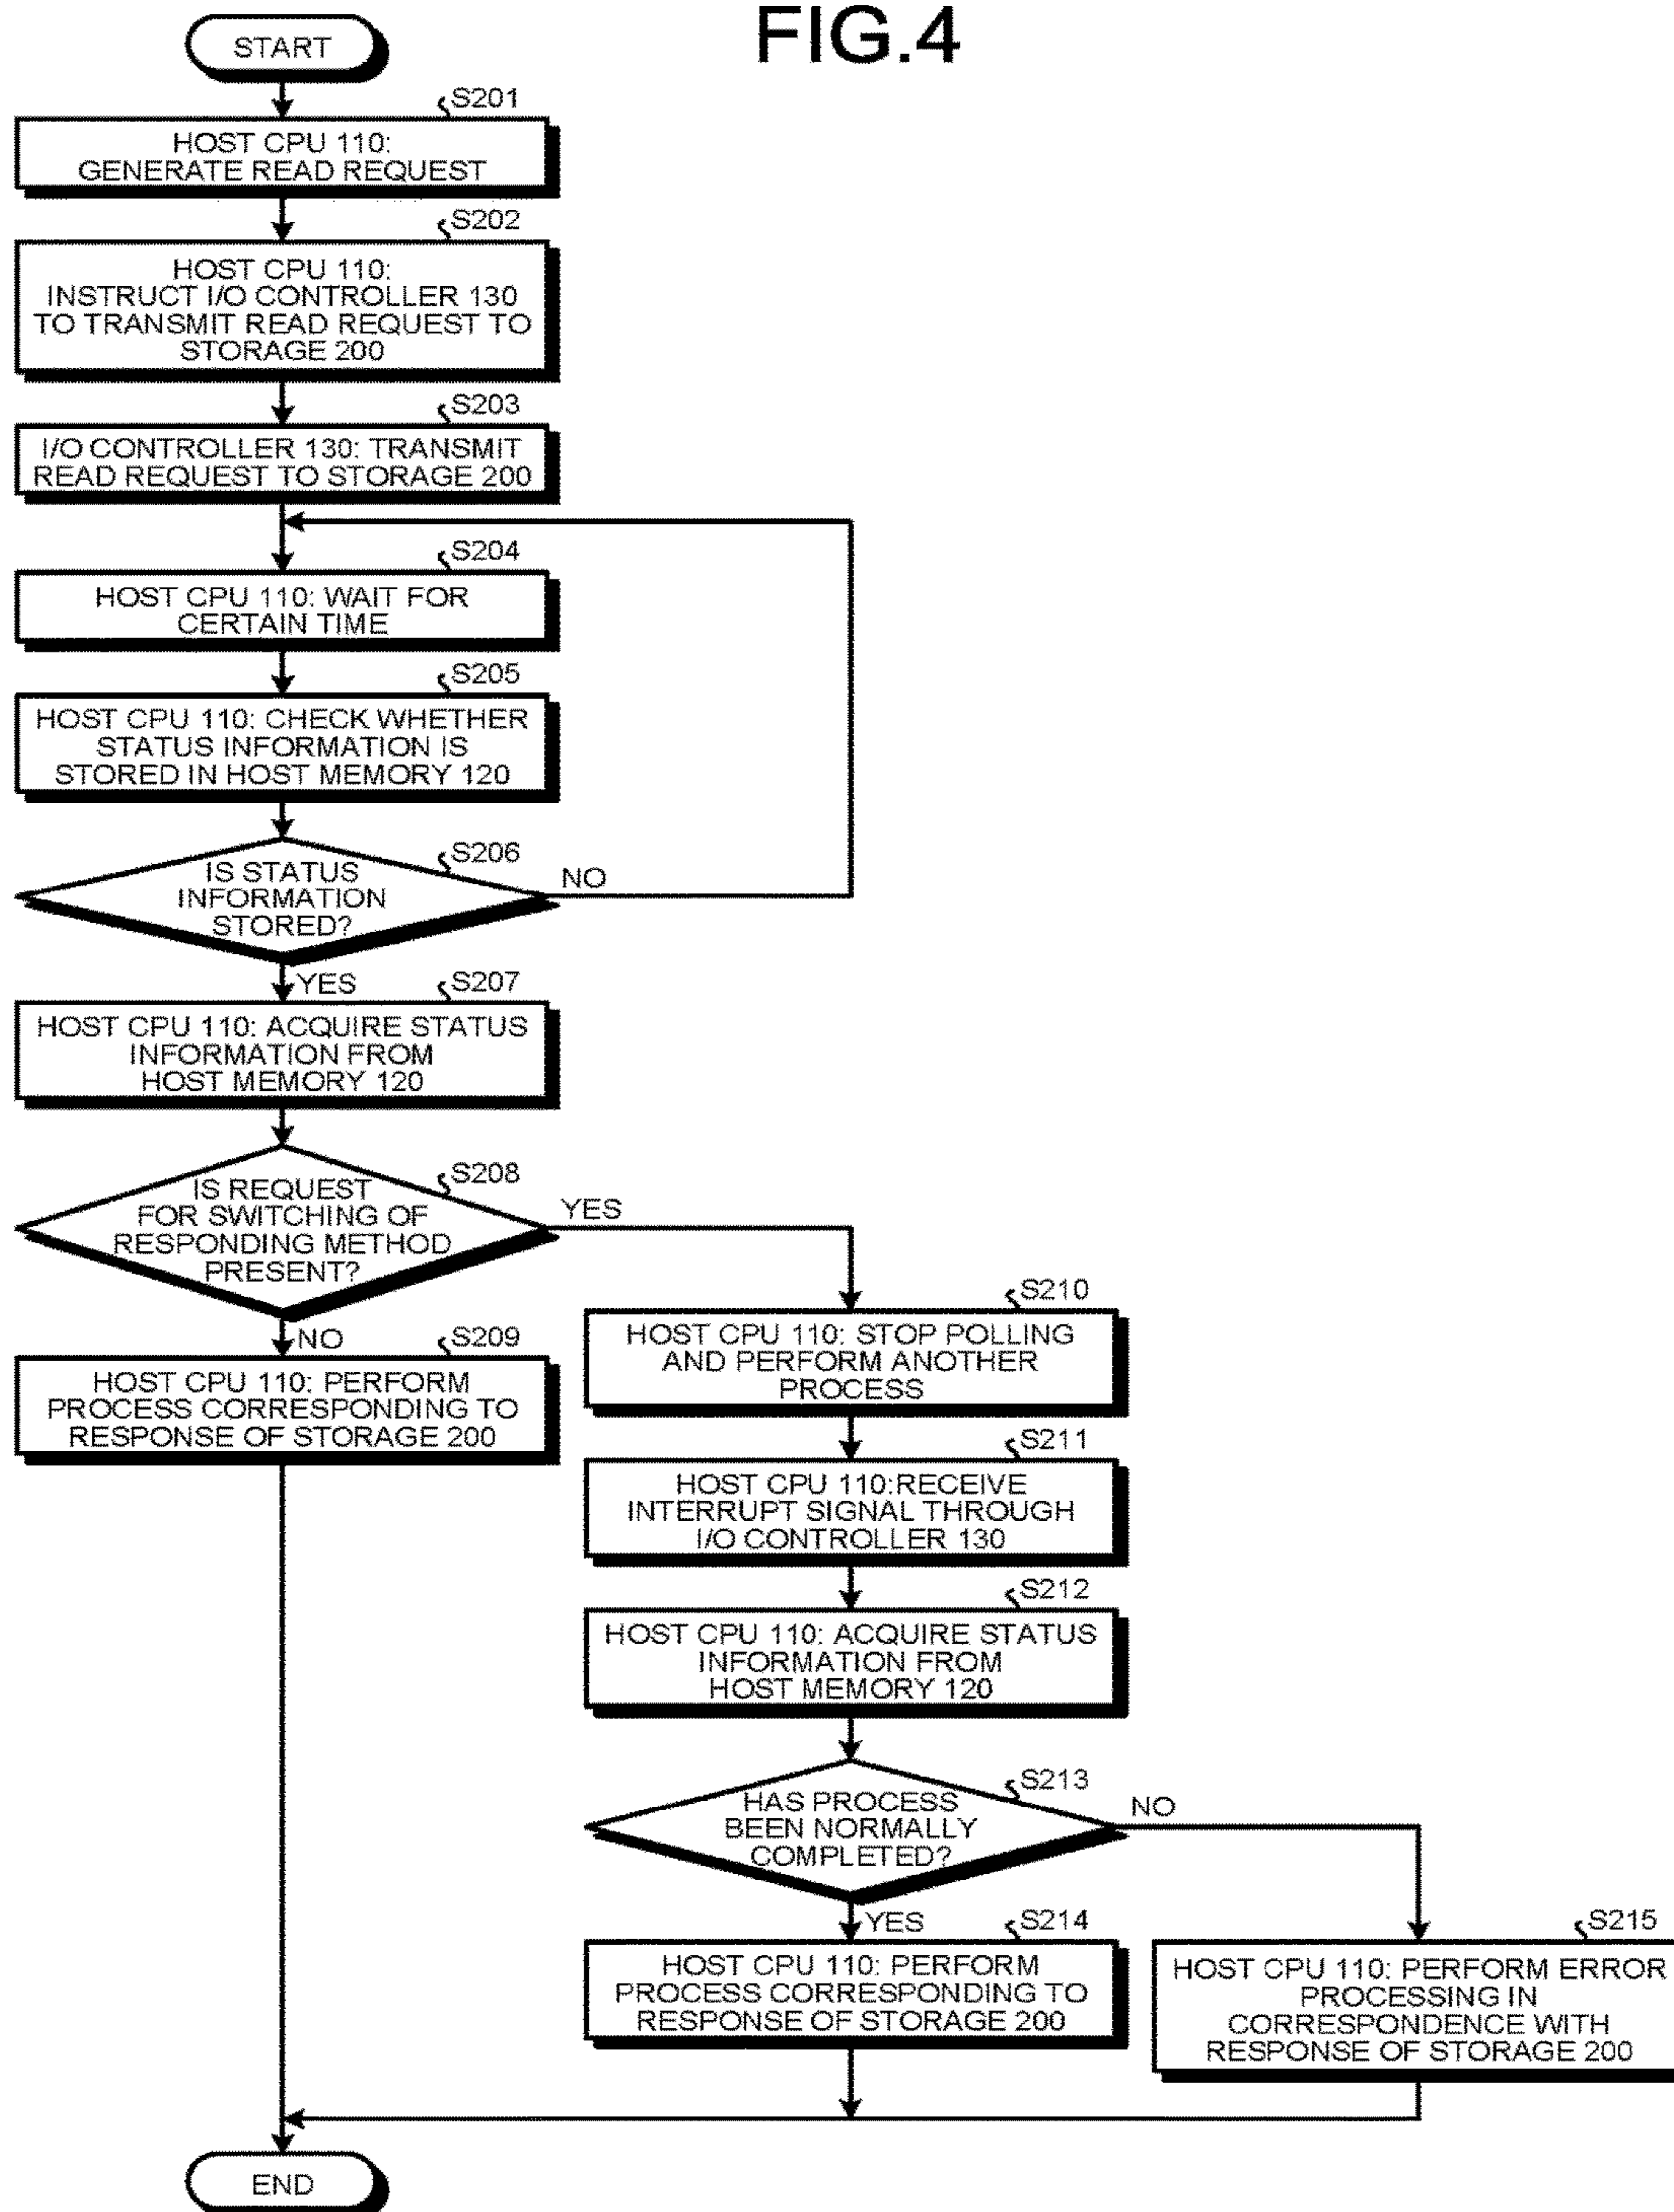 FIG.4
START
S201
HOST CPU 110:
GENERATE READ REQUEST
S202
HOST CPU 110:
INSTRUCT I/O CONTROLLER 130
TO TRANSMIT READ REQUEST TO
STORAGE 200
S203
I/O CONTROLLER 130: TRANSMIT
READ REQUEST TO STORAGE 200
S204
HOST CPU 110: WAIT FOR
CERTAIN TIME
S205
HOST CPU 110: CHECK WHETHER
STATUS INFORMATION IS
STORED IN HOST MEMORY 120
S206
IS STATUS
INFORMATION
STORED?
NO
YES
S207
HOST CPU 110: ACQUIRE STATUS
INFORMATION FROM
HOST MEMORY 120
S208
IS REQUEST
FOR SWITCHING OF
RESPONDING METHOD
PRESENT?
YES
NO
S209
HOST CPU 110: PERFORM
PROCESS CORRESPONDING TO
RESPONSE OF STORAGE 200
S210
HOST CPU 110: STOP POLLING
AND PERFORM ANOTHER
PROCESS
S211
HOST CPU 110:RECEIVE
INTERRUPT SIGNAL THROUGH
I/O CONTROLLER 130
S212
HOST CPU 110: ACQUIRE STATUS
INFORMATION FROM
HOST MEMORY 120
S213
HAS PROCESS
BEEN NORMALLY
COMPLETED?
NO
YES
S214
HOST CPU 110: PERFORM
PROCESS CORRESPONDING TO
RESPONSE OF STORAGE 200
S215
HOST CPU 110: PERFORM ERROR
PROCESSING IN
CORRESPONDENCE WITH
RESPONSE OF STORAGE 200
END